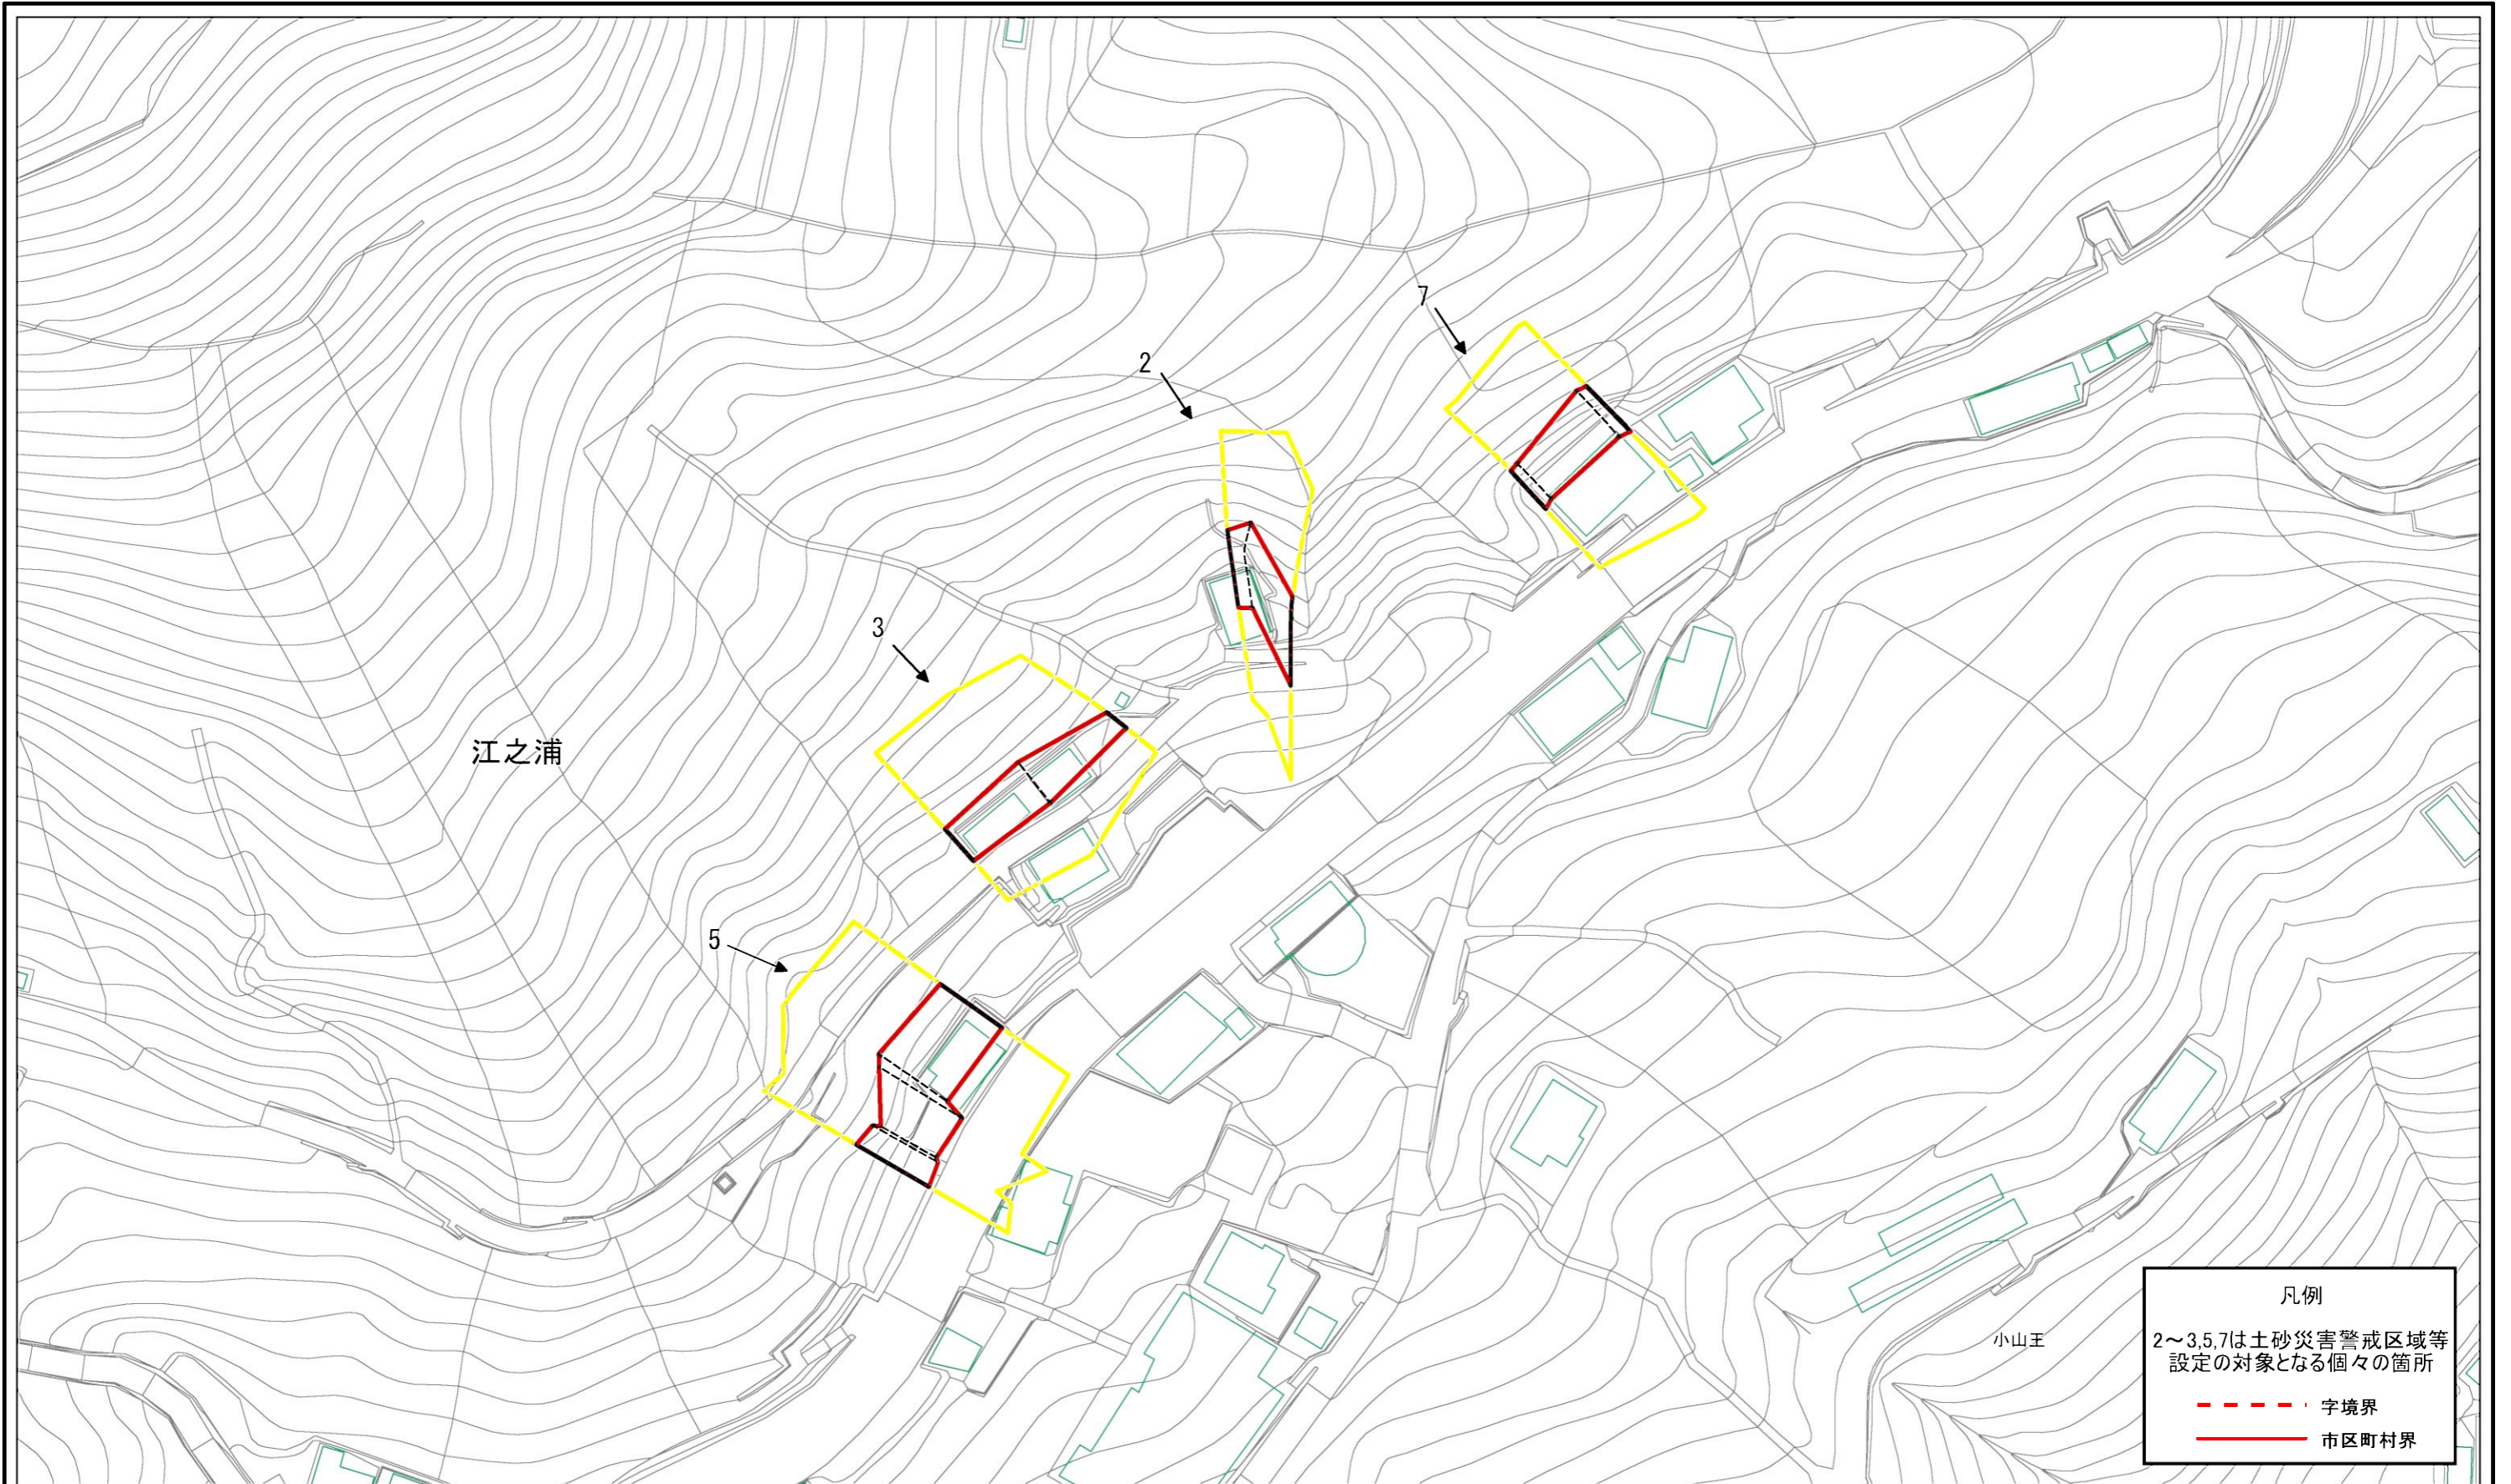 7
2
3
江之浦
5
小山王
凡例
2～3,5,7は土砂災害警戒区域等
設定の対象となる個々の箇所
字境界
市区町村界